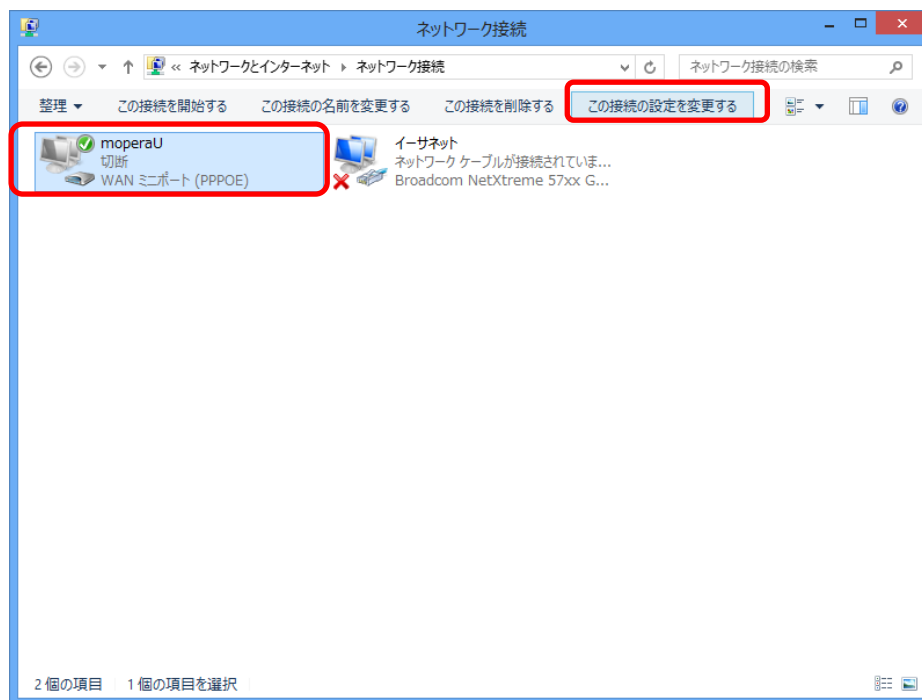 ネットワーク接続
« ネットワークとインターネット ▸ ネットワーク接続
ネットワーク接続の検索
整理 この接続を開始する この接続の名前を変更する この接続を削除する この接続の設定を変更する
moperaU
切断
WAN ミニポート (PPPOE)
イーサネット
ネットワーク ケーブルが接続されていま...
Broadcom NetXtreme 57xx G...
2 個の項目 1 個の項目を選択